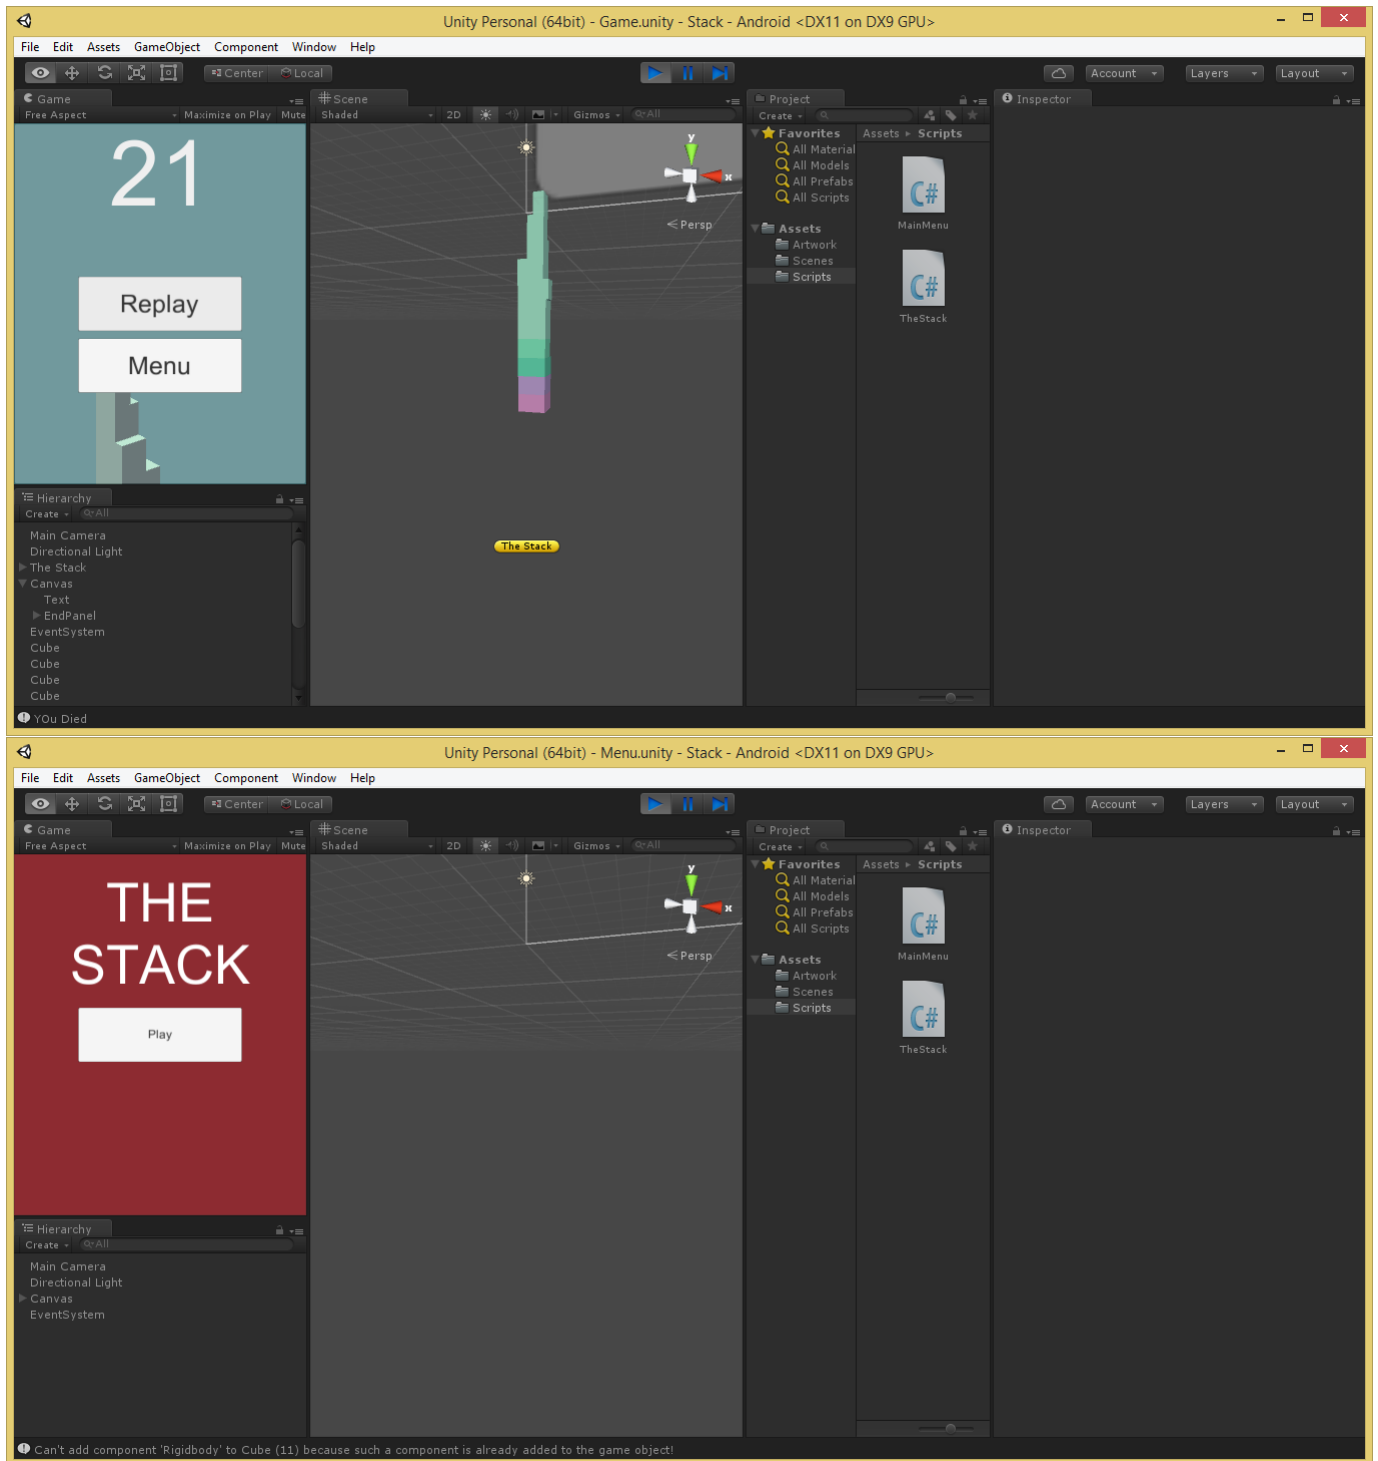 Unity Personal (64bit) - Game.unity - Stack - Android <DX11 on DX9 GPU>
File Edit Assets GameObject Component Window Help
Center Local Account Layers Layout
Game
Free Aspect Maximize on Play Mute
21
Replay
Menu
Scene
Shaded 2D Gizmos All
y
x
Persp
The Stack
Hierarchy
Create All
Main Camera
Directional Light
The Stack
Canvas
Text
EndPanel
EventSystem
Cube
Cube
Cube
Cube
Project
Create
Favorites
All Material
All Models
All Prefabs
All Scripts
Assets
Artwork
Scenes
Scripts
Assets Scripts
C#
MainMenu
C#
TheStack
Inspector
YOu Died
Unity Personal (64bit) - Menu.unity - Stack - Android <DX11 on DX9 GPU>
File Edit Assets GameObject Component Window Help
Center Local Account Layers Layout
Game
Free Aspect Maximize on Play Mute
THE
STACK
Play
Scene
Shaded 2D Gizmos All
y
x
Persp
Hierarchy
Create All
Main Camera
Directional Light
Canvas
EventSystem
Project
Create
Favorites
All Material
All Models
All Prefabs
All Scripts
Assets
Artwork
Scenes
Scripts
Assets Scripts
C#
MainMenu
C#
TheStack
Inspector
Can't add component 'Rigidbody' to Cube (11) because such a component is already added to the game object!